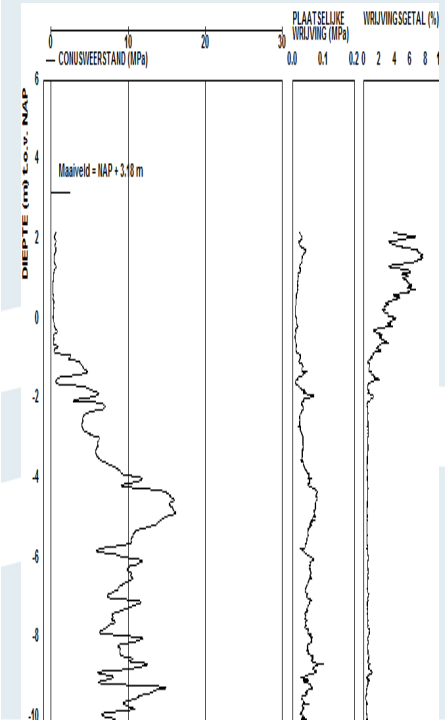 PLAATSELIJKE WRIJVINGSGETAL (%)
WRIJVING (MPa)
0 10 20 30
0.0 0.1 0.2 0 2 4 6 8 1
— CONUSWEERSTAND (MPa)
DIEPTE (m) t.o.v. NAP
6
4
Maaiveld = NAP + 3.18 m
2
0
-2
-4
-6
-8
-10